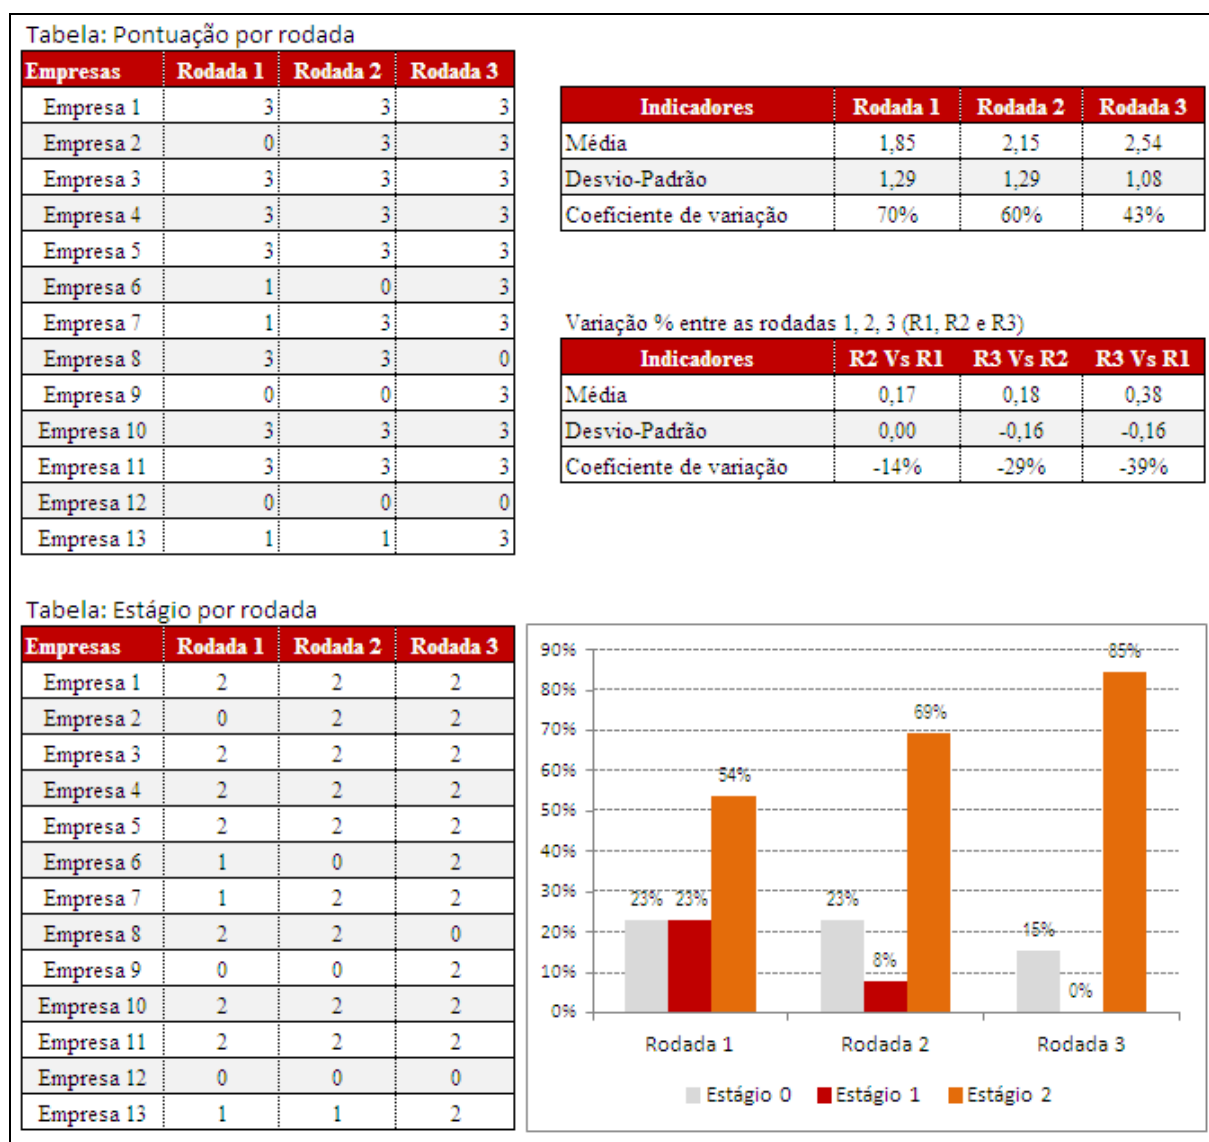 Tabela: Pontuação por rodada
Empresas Rodada 1 Rodada 2 Rodada 3
Empresa 1 3 3 3
Empresa 2 0 3 3
Empresa 3 3 3 3
Empresa 4 3 3 3
Empresa 5 3 3 3
Empresa 6 1 0 3
Empresa 7 1 3 3
Empresa 8 3 3 0
Empresa 9 0 0 3
Empresa 10 3 3 3
Empresa 11 3 3 3
Empresa 12 0 0 0
Empresa 13 1 1 3
Indicadores Rodada 1 Rodada 2 Rodada 3
Média 1,85 2,15 2,54
Desvio-Padrão 1,29 1,29 1,08
Coeficiente de variação 70% 60% 43%
Variação % entre as rodadas 1, 2, 3 (R1, R2 e R3)
Indicadores R2 Vs R1 R3 Vs R2 R3 Vs R1
Média 0,17 0,18 0,38
Desvio-Padrão 0,00 -0,16 -0,16
Coeficiente de variação -14% -29% -39%
Tabela: Estágio por rodada
Empresas Rodada 1 Rodada 2 Rodada 3
Empresa 1 2 2 2
Empresa 2 0 2 2
Empresa 3 2 2 2
Empresa 4 2 2 2
Empresa 5 2 2 2
Empresa 6 1 0 2
Empresa 7 1 2 2
Empresa 8 2 2 0
Empresa 9 0 0 2
Empresa 10 2 2 2
Empresa 11 2 2 2
Empresa 12 0 0 0
Empresa 13 1 1 2
90%
80%
70%
60%
50%
40%
30%
20%
10%
0%
23% 23% 54%
23% 8% 69%
15% 0% 85%
Rodada 1 Rodada 2 Rodada 3
Estágio 0 Estágio 1 Estágio 2